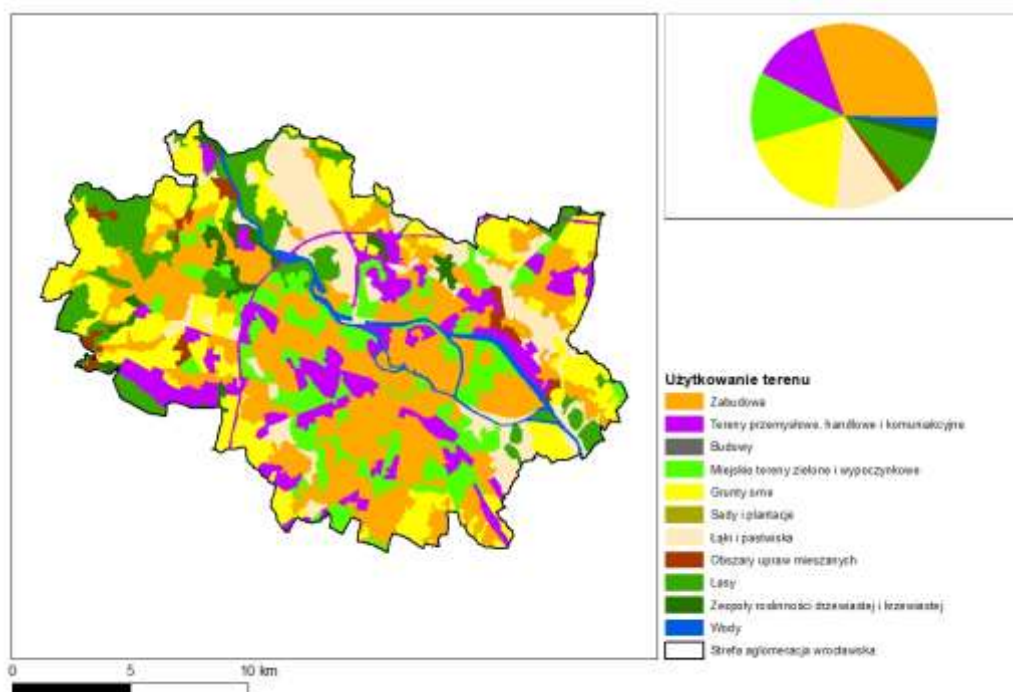 Użytkowanie terenu
Zabudowa
Tereny przemysłowe, handlowe i komunikacyjne
Budowy
Miejskie tereny zielone i wypoczynkowe
Grunty orne
Sady i plantacje
Łąki i pastwiska
Obszary upraw mieszanych
Lasy
Zespoły roślinności drzewiastej i krzewiastej
Wody
Strefa aglomeracja wrocławska
0 5 10 km